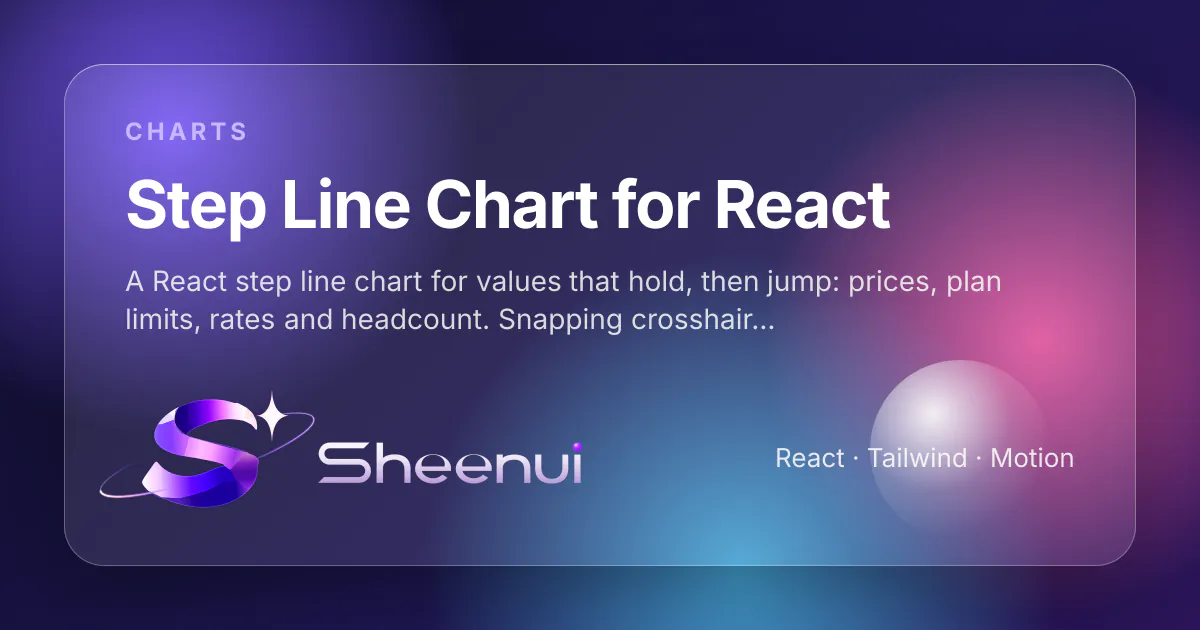 CHARTS
Step Line Chart for React
A React step line chart for values that hold, then jump: prices, plan
limits, rates and headcount. Snapping crosshair…
Sheenui
React · Tailwind · Motion